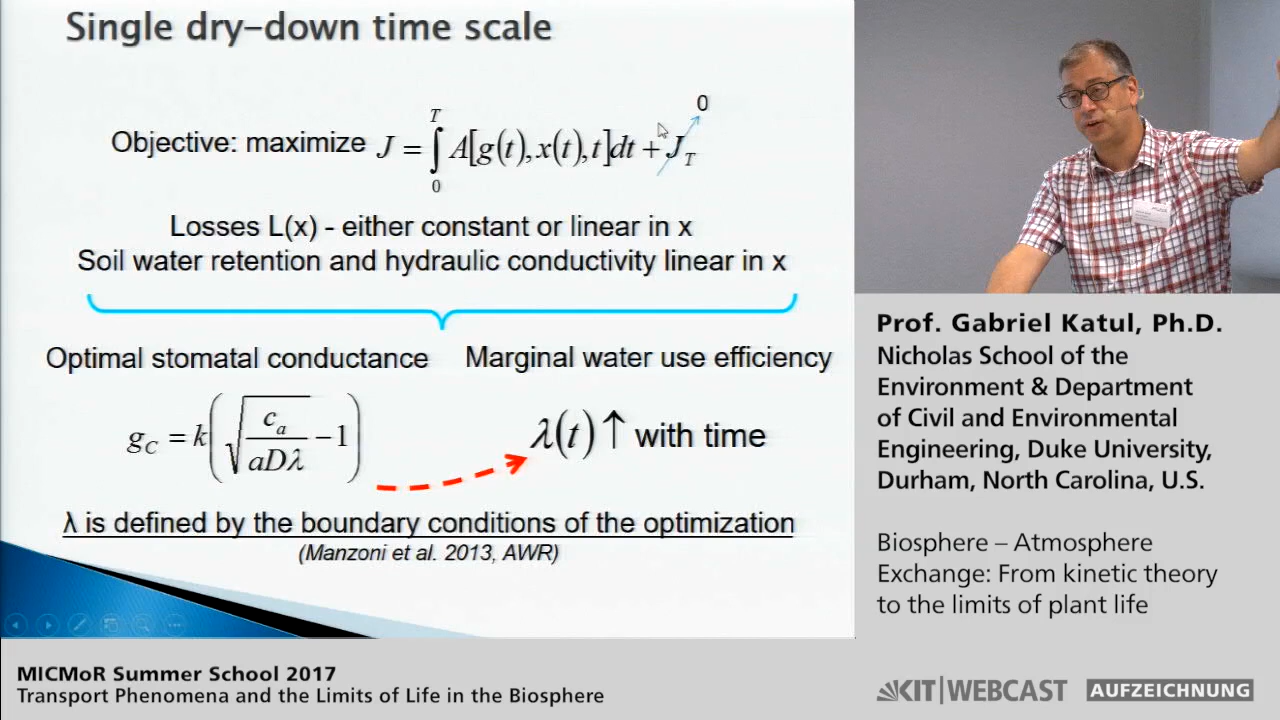 Single dry-down time scale
Objective: maximize J = ∫₀ᵀ A[g(t), x(t), t]dt + J_T
0
Losses L(x) - either constant or linear in x
Soil water retention and hydraulic conductivity linear in x
Optimal stomatal conductance
Marginal water use efficiency
g_C = k(√(c_a / aDλ) − 1)
λ(t)↑ with time
λ is defined by the boundary conditions of the optimization
(Manzoni et al. 2013, AWR)
Prof. Gabriel Katul, Ph.D.
Nicholas School of the
Environment & Department
of Civil and Environmental
Engineering, Duke University,
Durham, North Carolina, U.S.
Biosphere – Atmosphere
Exchange: From kinetic theory
to the limits of plant life
MICMoR Summer School 2017
Transport Phenomena and the Limits of Life in the Biosphere
KIT|WEBCAST
AUFZEICHNUNG